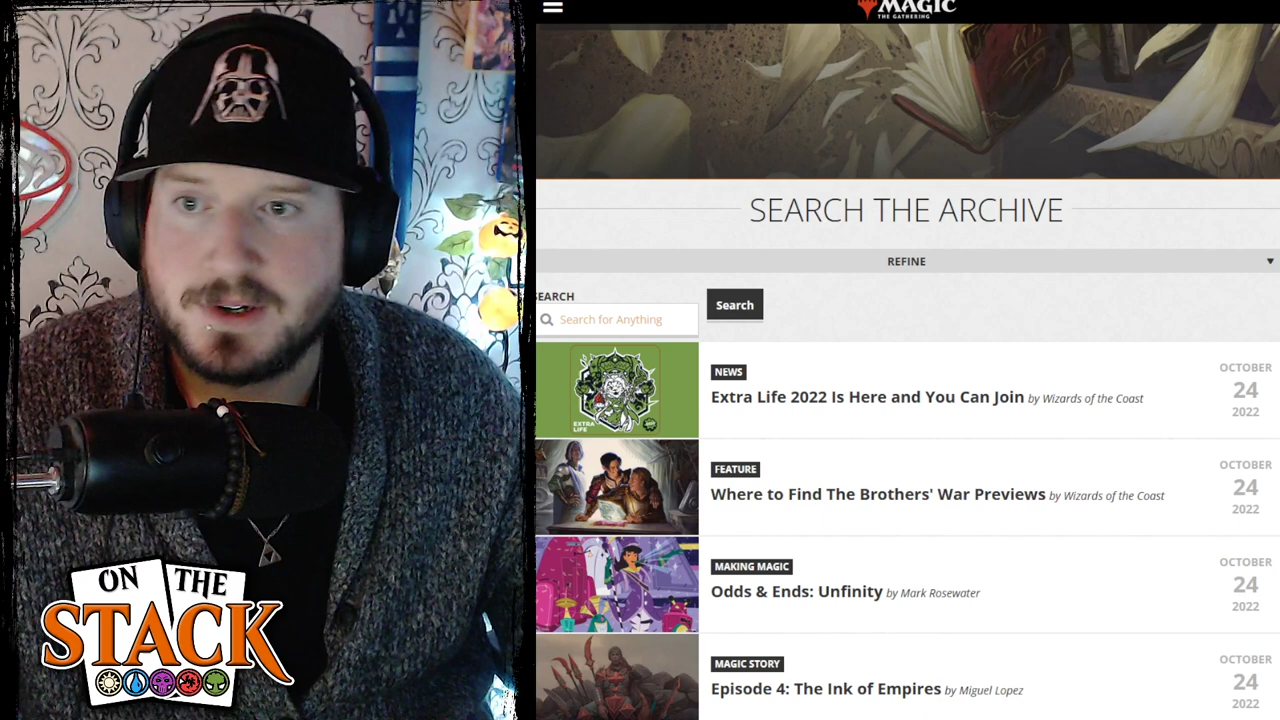 ON THE
STACK
MAGIC
THE GATHERING
SEARCH THE ARCHIVE
REFINE
SEARCH
Search for Anything
Search
NEWS
Extra Life 2022 Is Here and You Can Join by Wizards of the Coast
OCTOBER
24
2022
EXTRA
LIFE
FEATURE
Where to Find The Brothers' War Previews by Wizards of the Coast
OCTOBER
24
2022
MAKING MAGIC
Odds & Ends: Unfinity by Mark Rosewater
OCTOBER
24
2022
MAGIC STORY
Episode 4: The Ink of Empires by Miguel Lopez
OCTOBER
24
2022